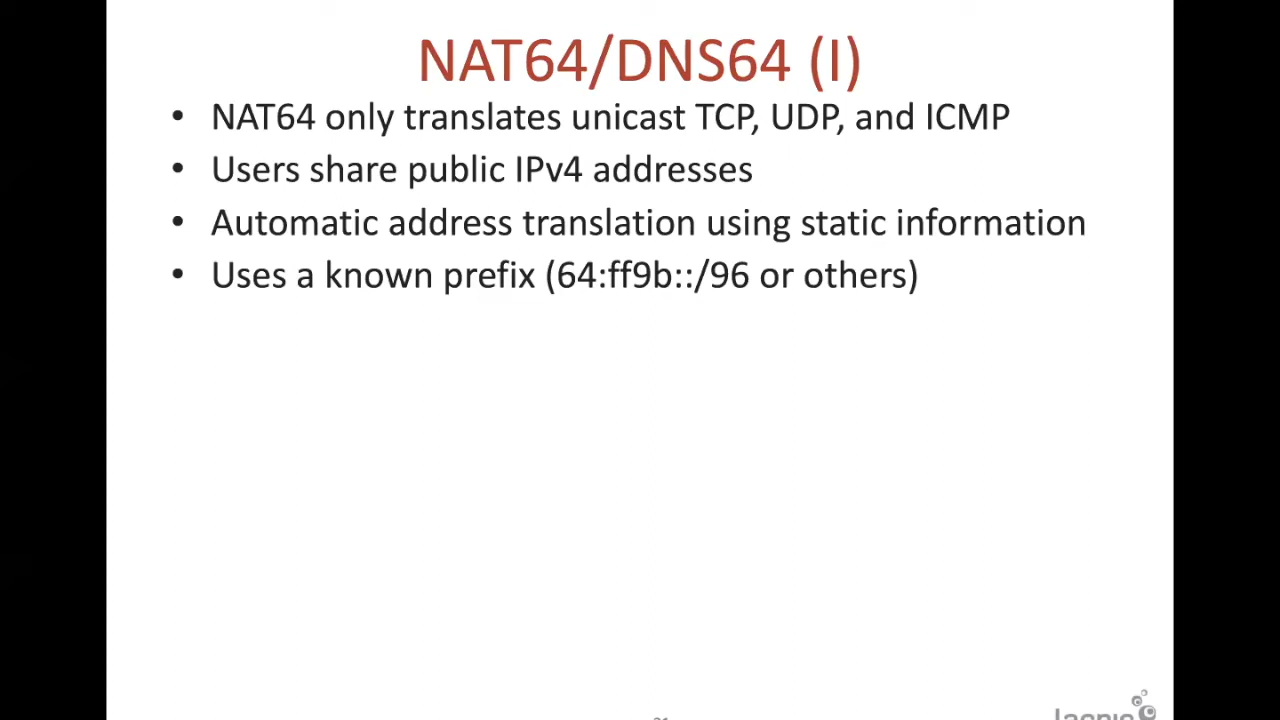 NAT64/DNS64 (I)
• NAT64 only translates unicast TCP, UDP, and ICMP
• Users share public IPv4 addresses
• Automatic address translation using static information
• Uses a known prefix (64:ff9b::/96 or others)